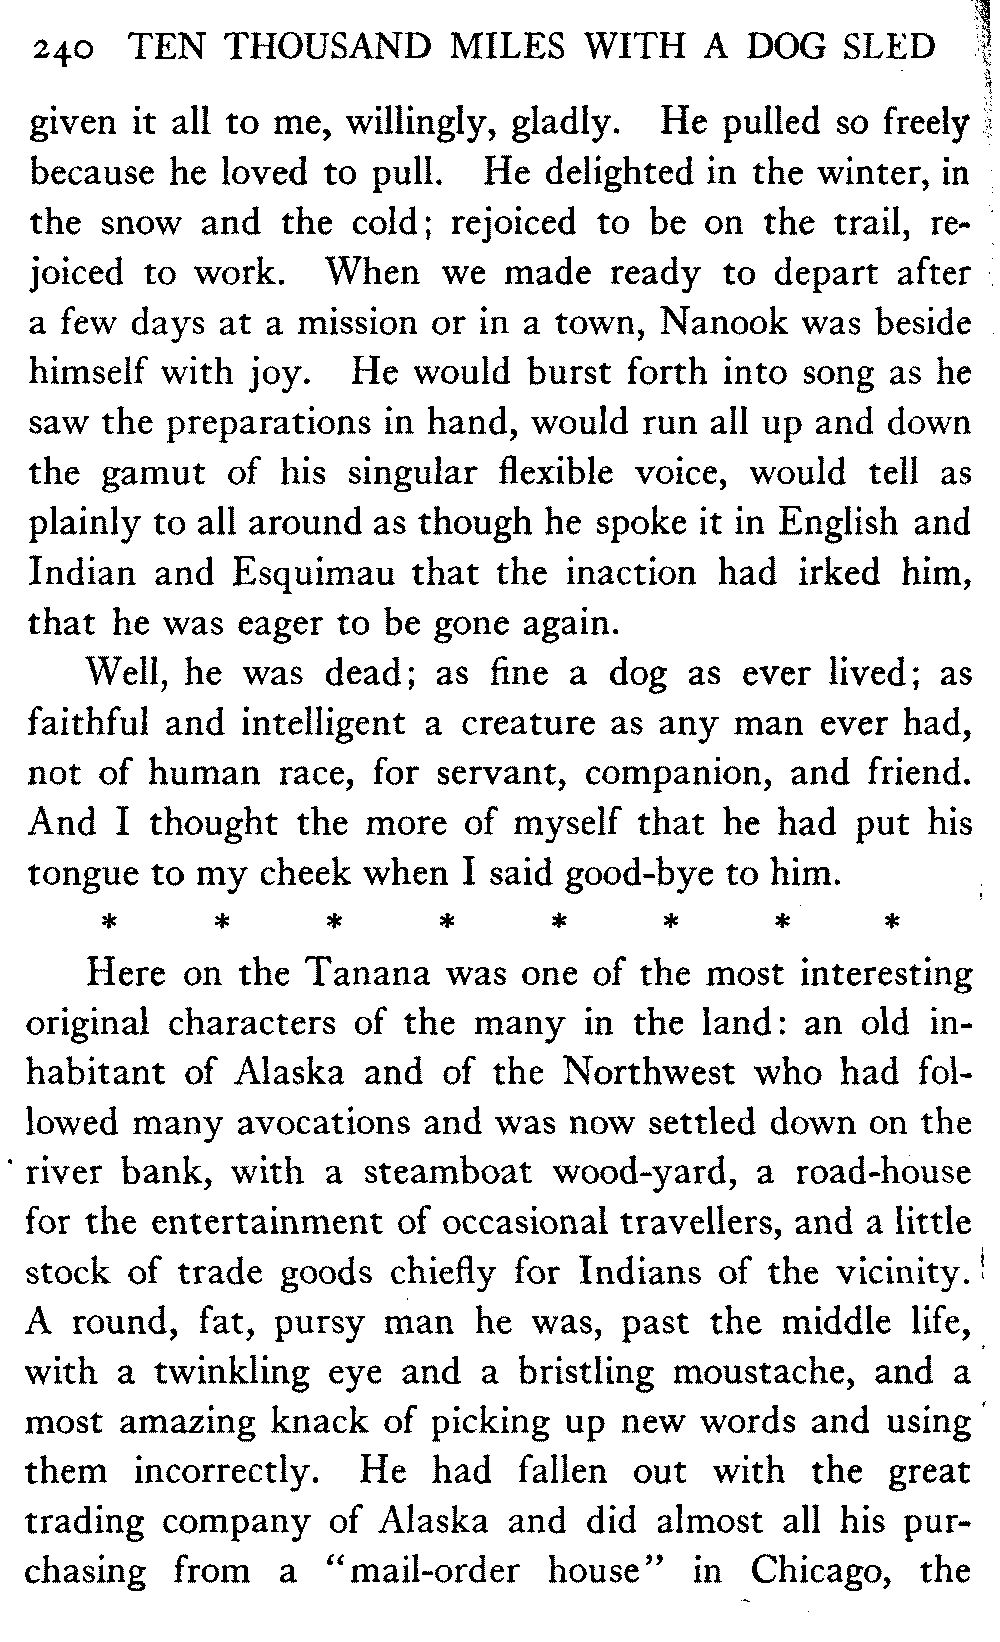 240 TEN THOUSAND MILES WITH A DOG SLED
given it all to me, willingly, gladly. He pulled so freely
because he loved to pull. He delighted in the winter, in
the snow and the cold; rejoiced to be on the trail, re-
joiced to work. When we made ready to depart after
a few days at a mission or in a town, Nanook was beside
himself with joy. He would burst forth into song as he
saw the preparations in hand, would run all up and down
the gamut of his singular flexible voice, would tell as
plainly to all around as though he spoke it in English and
Indian and Esquimau that the inaction had irked him,
that he was eager to be gone again.
Well, he was dead; as fine a dog as ever lived; as
faithful and intelligent a creature as any man ever had,
not of human race, for servant, companion, and friend.
And I thought the more of myself that he had put his
tongue to my cheek when I said good-bye to him.
* * * * * * * *
Here on the Tanana was one of the most interesting
original characters of the many in the land: an old in-
habitant of Alaska and of the Northwest who had fol-
lowed many avocations and was now settled down on the
river bank, with a steamboat wood-yard, a road-house
for the entertainment of occasional travellers, and a little
stock of trade goods chiefly for Indians of the vicinity.
A round, fat, pursy man he was, past the middle life,
with a twinkling eye and a bristling moustache, and a
most amazing knack of picking up new words and using
them incorrectly. He had fallen out with the great
trading company of Alaska and did almost all his pur-
chasing from a "mail-order house" in Chicago, the